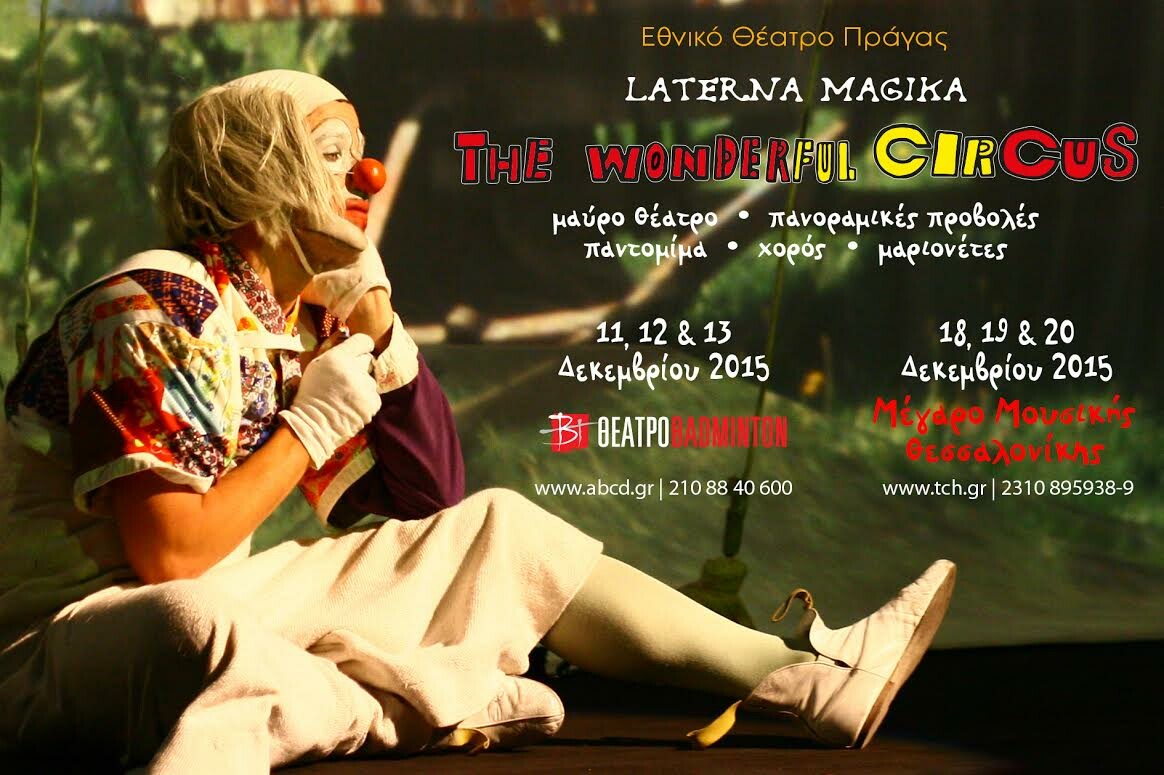 Εθνικό Θέατρο Πράγας
LATERNA MAGIKA
THE WONDERFUL CIRCUS
μαύρο θέατρο • πανοραμικές προβολές
παντομίμα • χορός • μαριονέτες
11, 12 & 13
Δεκεμβρίου 2015
BT ΘΕΑΤΡΟΒΑDMINTON
www.abcd.gr | 210 88 40 600
18, 19 & 20
Δεκεμβρίου 2015
Μέγαρο Μουσικής
Θεσσαλονίκης
www.tch.gr | 2310 895938-9